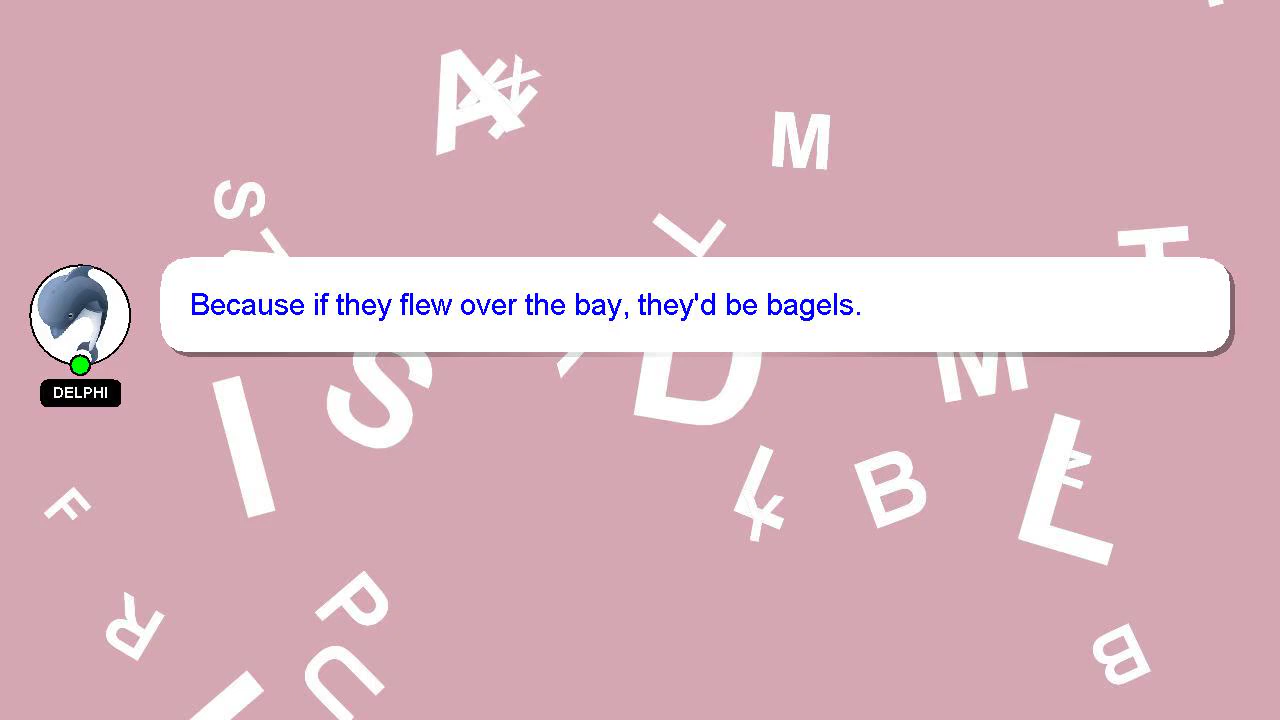 A
M
S
L
T
Because if they flew over the bay, they'd be bagels.
DELPHI
I
S
D
M
L
B
L
F
Y
R
P
U
B